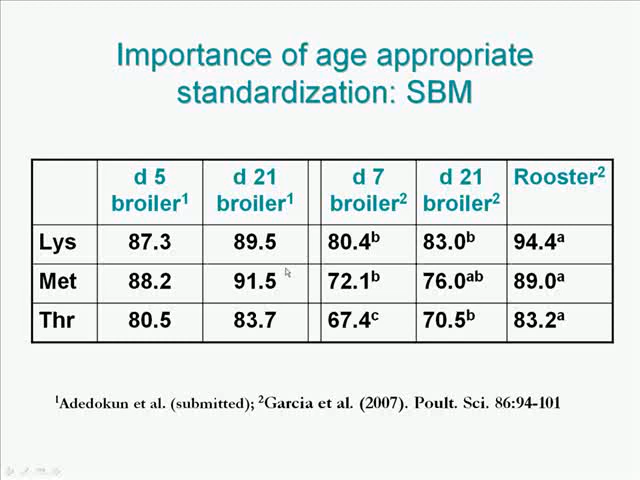 Importance of age appropriate
standardization: SBM
d 5 broiler¹ d 21 broiler¹ d 7 broiler² d 21 broiler² Rooster²
Lys 87.3 89.5 80.4ᵇ 83.0ᵇ 94.4ᵃ
Met 88.2 91.5 72.1ᵇ 76.0ᵃᵇ 89.0ᵃ
Thr 80.5 83.7 67.4ᶜ 70.5ᵇ 83.2ᵃ
¹Adedokun et al. (submitted); ²Garcia et al. (2007). Poult. Sci. 86:94-101